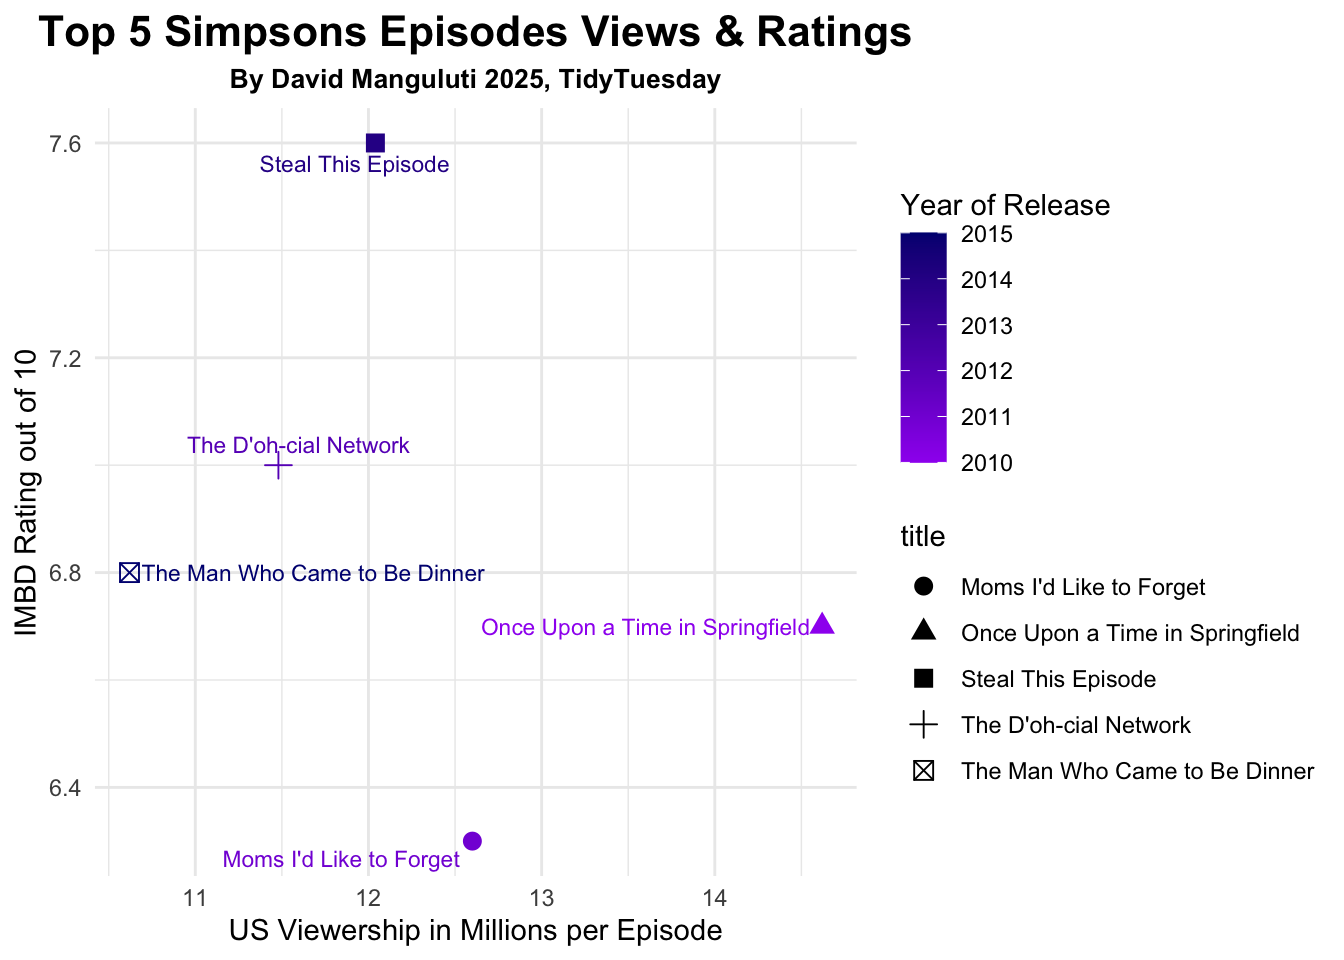 Top 5 Simpsons Episodes Views & Ratings
By David Manguluti 2025, TidyTuesday
7.6
7.2
6.8
6.4
IMBD Rating out of 10
Steal This Episode
The D'oh-cial Network
The Man Who Came to Be Dinner
Once Upon a Time in Springfield
Moms I'd Like to Forget
11 12 13 14
US Viewership in Millions per Episode
Year of Release
2015
2014
2013
2012
2011
2010
title
Moms I'd Like to Forget
Once Upon a Time in Springfield
Steal This Episode
The D'oh-cial Network
The Man Who Came to Be Dinner